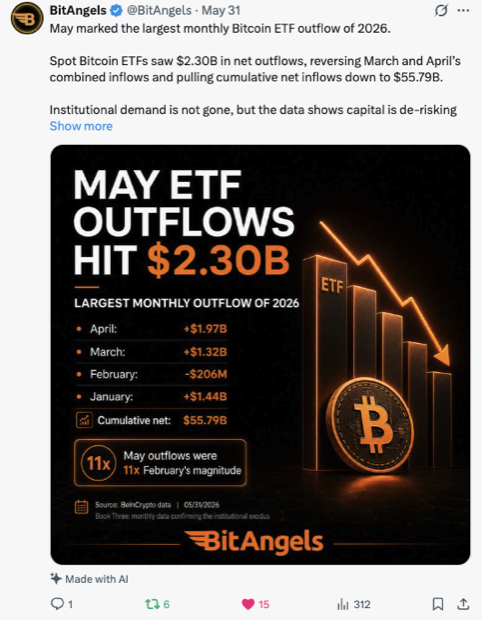 BitAngels @BitAngels · May 31
May marked the largest monthly Bitcoin ETF outflow of 2026.
Spot Bitcoin ETFs saw $2.30B in net outflows, reversing March and April's
combined inflows and pulling cumulative net inflows down to $55.79B.
Institutional demand is not gone, but the data shows capital is de-risking
Show more
MAY ETF
OUTFLOWS
HIT $2.30B
LARGEST MONTHLY OUTFLOW OF 2026
• April: +$1.97B
• March: +$1.32B
• February: -$206M
• January: +$1.44B
Cumulative net: $55.79B
11x
May outflows were
11x February's magnitude
Source: BeInCrypto data | 05/31/2026
Book Three: monthly data confirming the institutional exodus
ETF
BitAngels
Made with AI
1 6 15 312